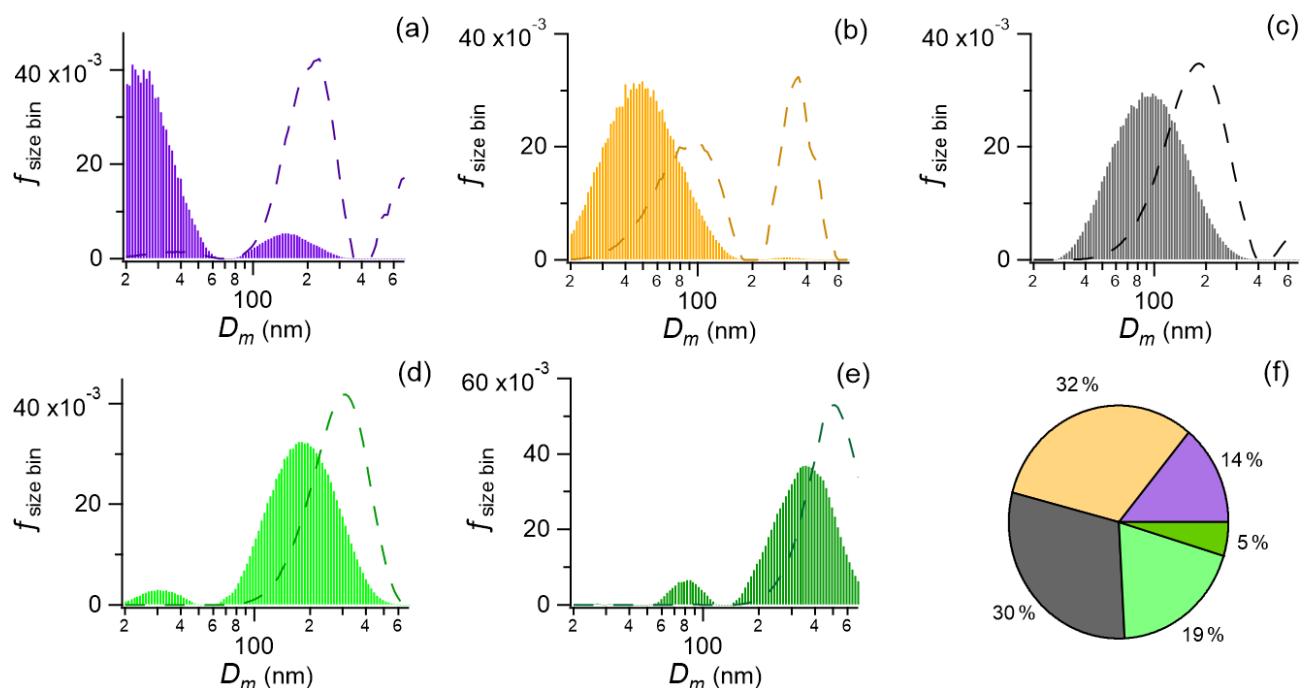 (a)
40 x10⁻³
20
0
f size bin
2 4 6 8 100 2 4 6
Dm (nm)
(b)
40 x10⁻³
20
0
f size bin
2 4 6 8 100 2 4 6
Dm (nm)
(c)
40 x10⁻³
20
0
f size bin
2 4 6 8 100 2 4 6
Dm (nm)
(d)
40 x10⁻³
20
0
f size bin
2 4 6 8 100 2 4 6
Dm (nm)
(e)
60 x10⁻³
40
20
0
f size bin
2 4 6 8 100 2 4 6
Dm (nm)
(f)
32 %
14 %
5 %
19 %
30 %